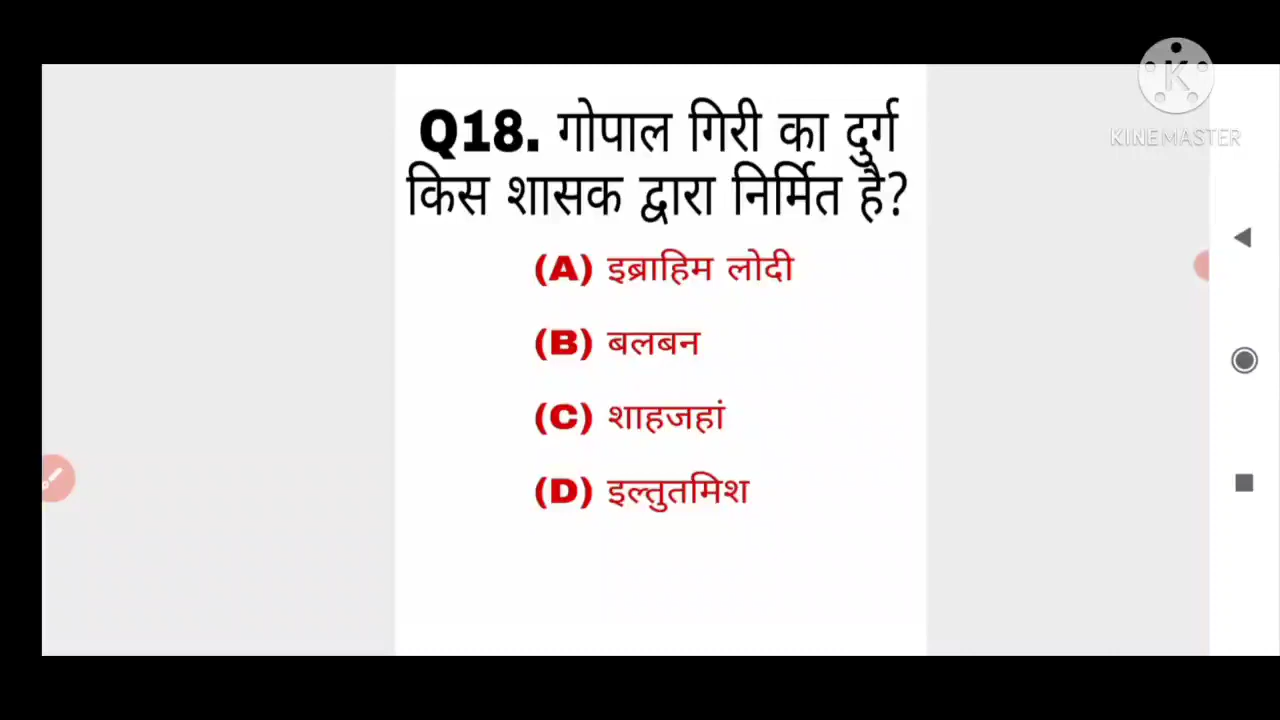 Q18. गोपाल गिरी का दुर्ग
किस शासक द्वारा निर्मित है?
(A) इब्राहिम लोदी
(B) बलबन
(C) शाहजहां
(D) इल्तुतमिश
K
KINEMASTER